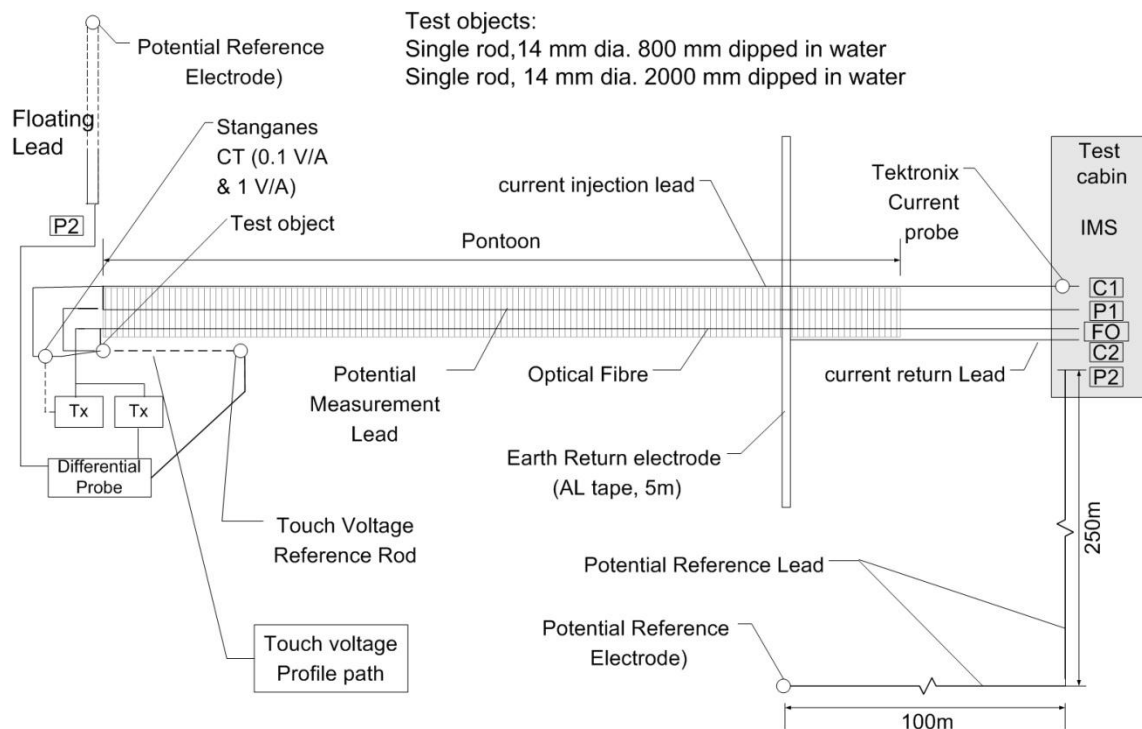 Test objects:
Single rod,14 mm dia. 800 mm dipped in water
Single rod, 14 mm dia. 2000 mm dipped in water
Potential Reference
Electrode)
Floating
Lead
Stanganes
CT (0.1 V/A
& 1 V/A)
P2
Test object
current injection lead
Pontoon
Tektronix
Current
probe
Test
cabin
IMS
C1
P1
FO
C2
P2
Tx
Tx
Differential
Probe
Potential
Measurement
Lead
Optical Fibre
current return Lead
Earth Return electrode
(AL tape, 5m)
Touch Voltage
Reference Rod
250m
Potential Reference Lead
Touch voltage
Profile path
Potential Reference
Electrode)
100m